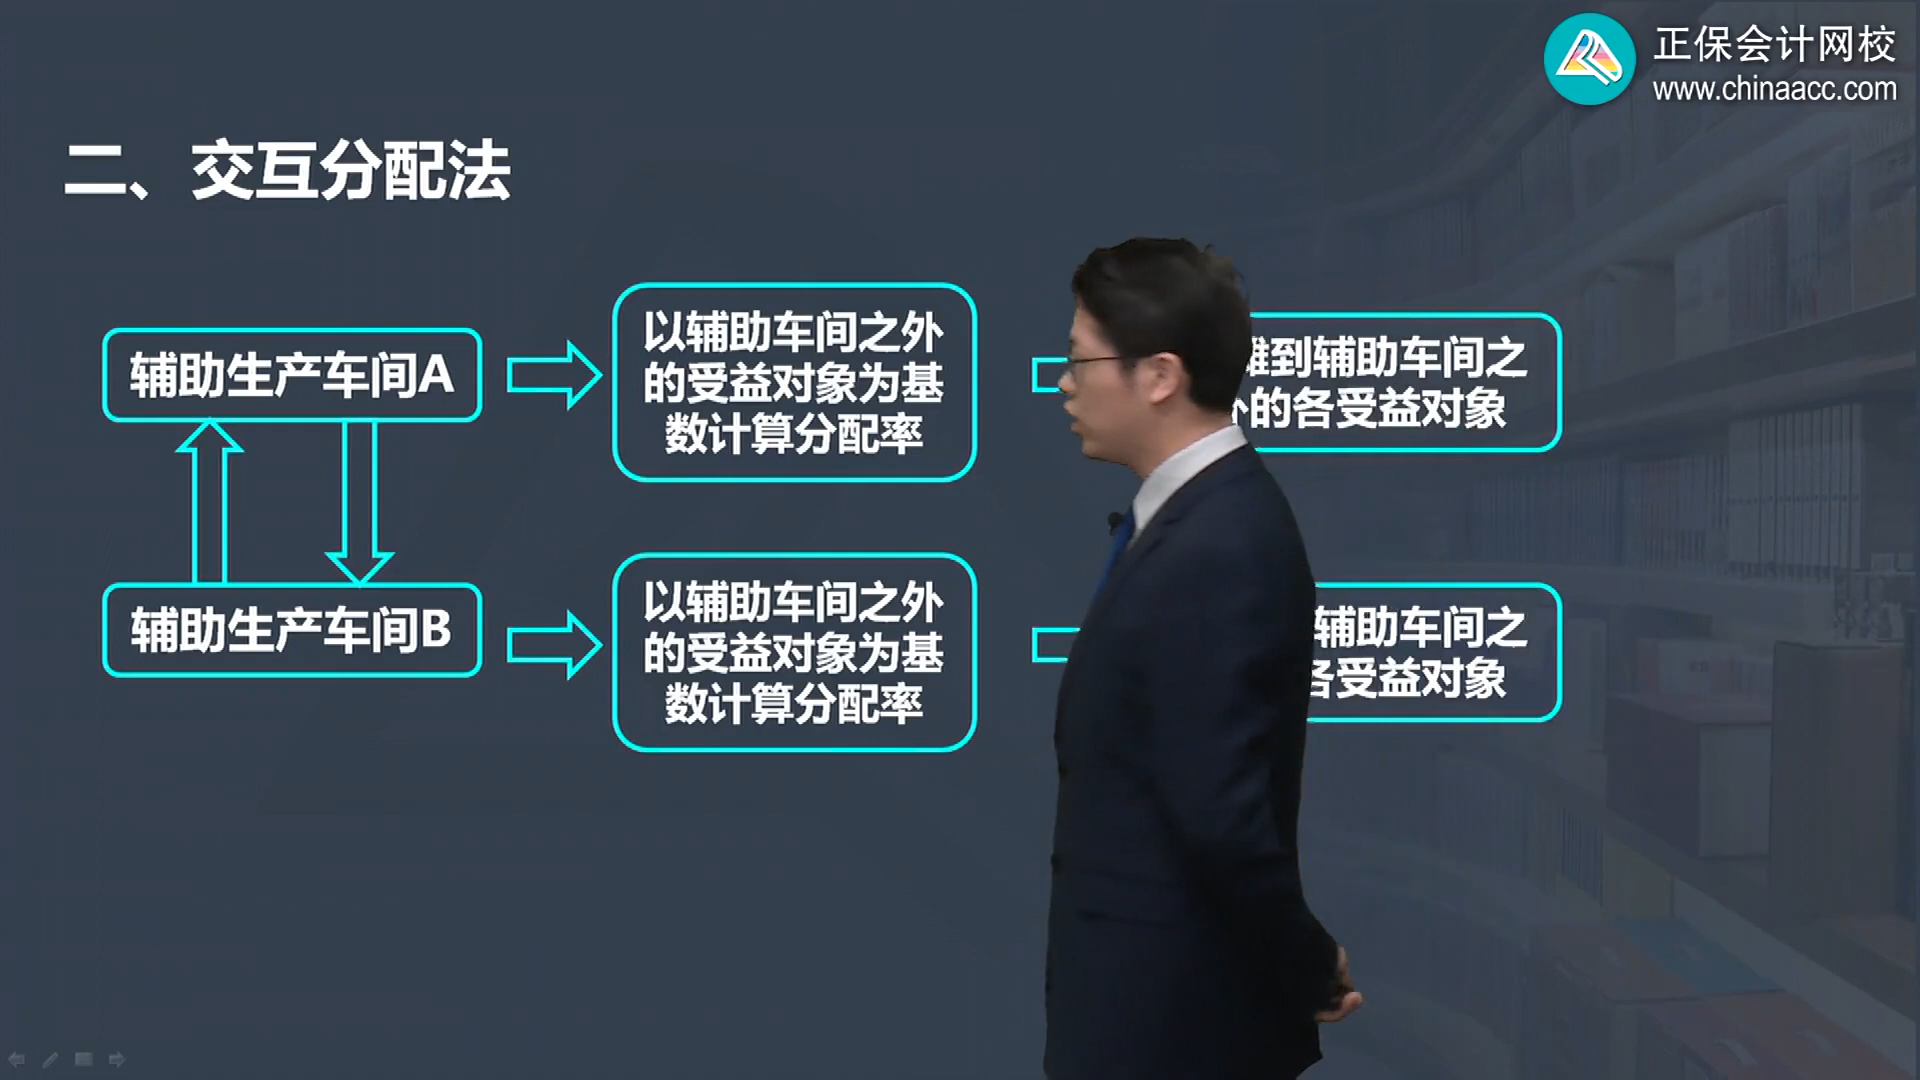 正保会计网校
www.chinaacc.com
二、交互分配法
辅助生产车间A
以辅助车间之外
的受益对象为基
数计算分配率
摊到辅助车间之
外的各受益对象
辅助生产车间B
以辅助车间之外
的受益对象为基
数计算分配率
辅助车间之
各受益对象